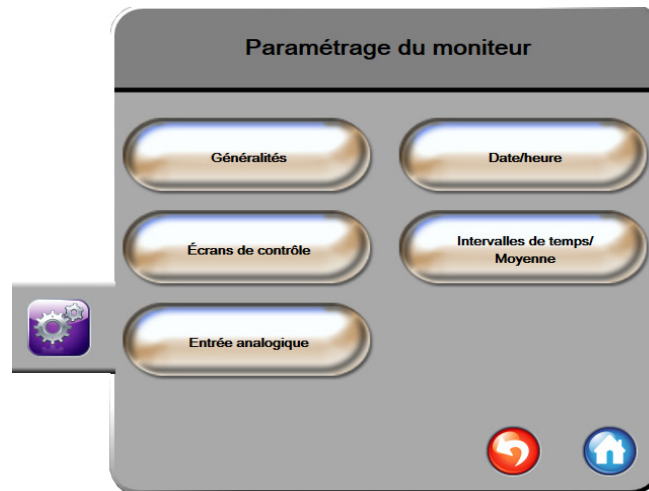 Paramétrage du moniteur
Généralités
Date/heure
Écrans de contrôle
Intervalles de temps/
Moyenne
Entrée analogique